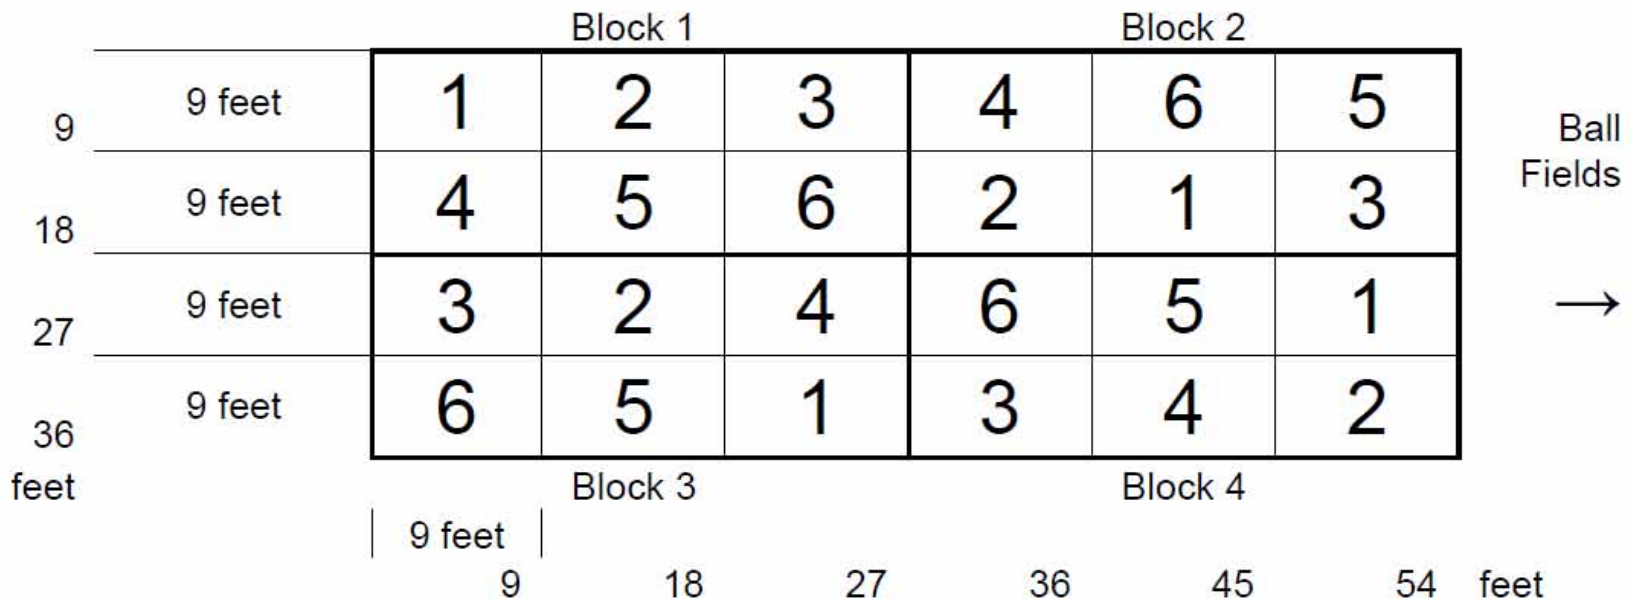 Block 1 Block 2
9 feet 1 2 3 4 6 5
9 Ball
Fields
9 feet 4 5 6 2 1 3
18
9 feet 3 2 4 6 5 1 →
27
9 feet 6 5 1 3 4 2
36
feet Block 3 Block 4
9 feet
9 18 27 36 45 54 feet